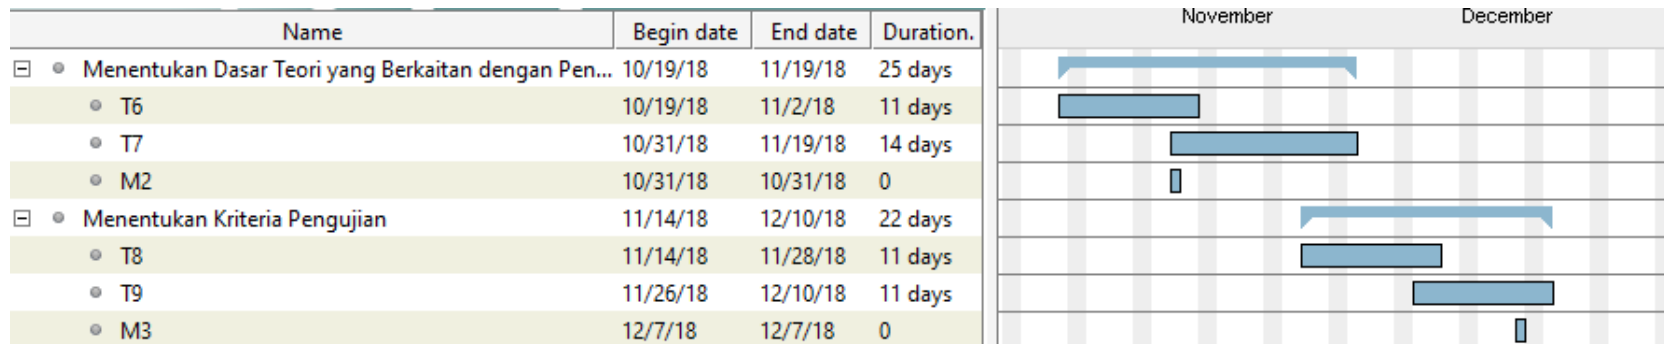 Name Begin date End date Duration. November December
Menentukan Dasar Teori yang Berkaitan dengan Pen... 10/19/18 11/19/18 25 days
T6 10/19/18 11/2/18 11 days
T7 10/31/18 11/19/18 14 days
M2 10/31/18 10/31/18 0
Menentukan Kriteria Pengujian 11/14/18 12/10/18 22 days
T8 11/14/18 11/28/18 11 days
T9 11/26/18 12/10/18 11 days
M3 12/7/18 12/7/18 0